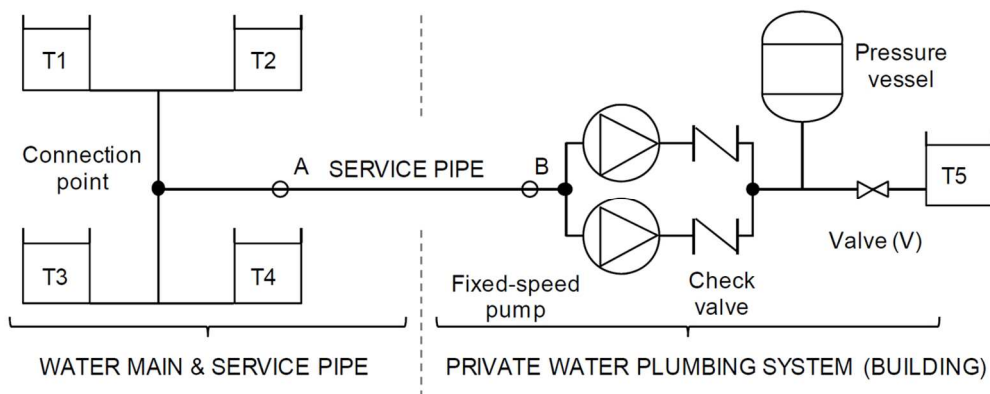 T1
T2
Pressure
vessel
Connection
point
A
SERVICE PIPE
B
T5
T3
T4
Valve (V)
Fixed-speed
pump
Check
valve
WATER MAIN & SERVICE PIPE
PRIVATE WATER PLUMBING SYSTEM (BUILDING)